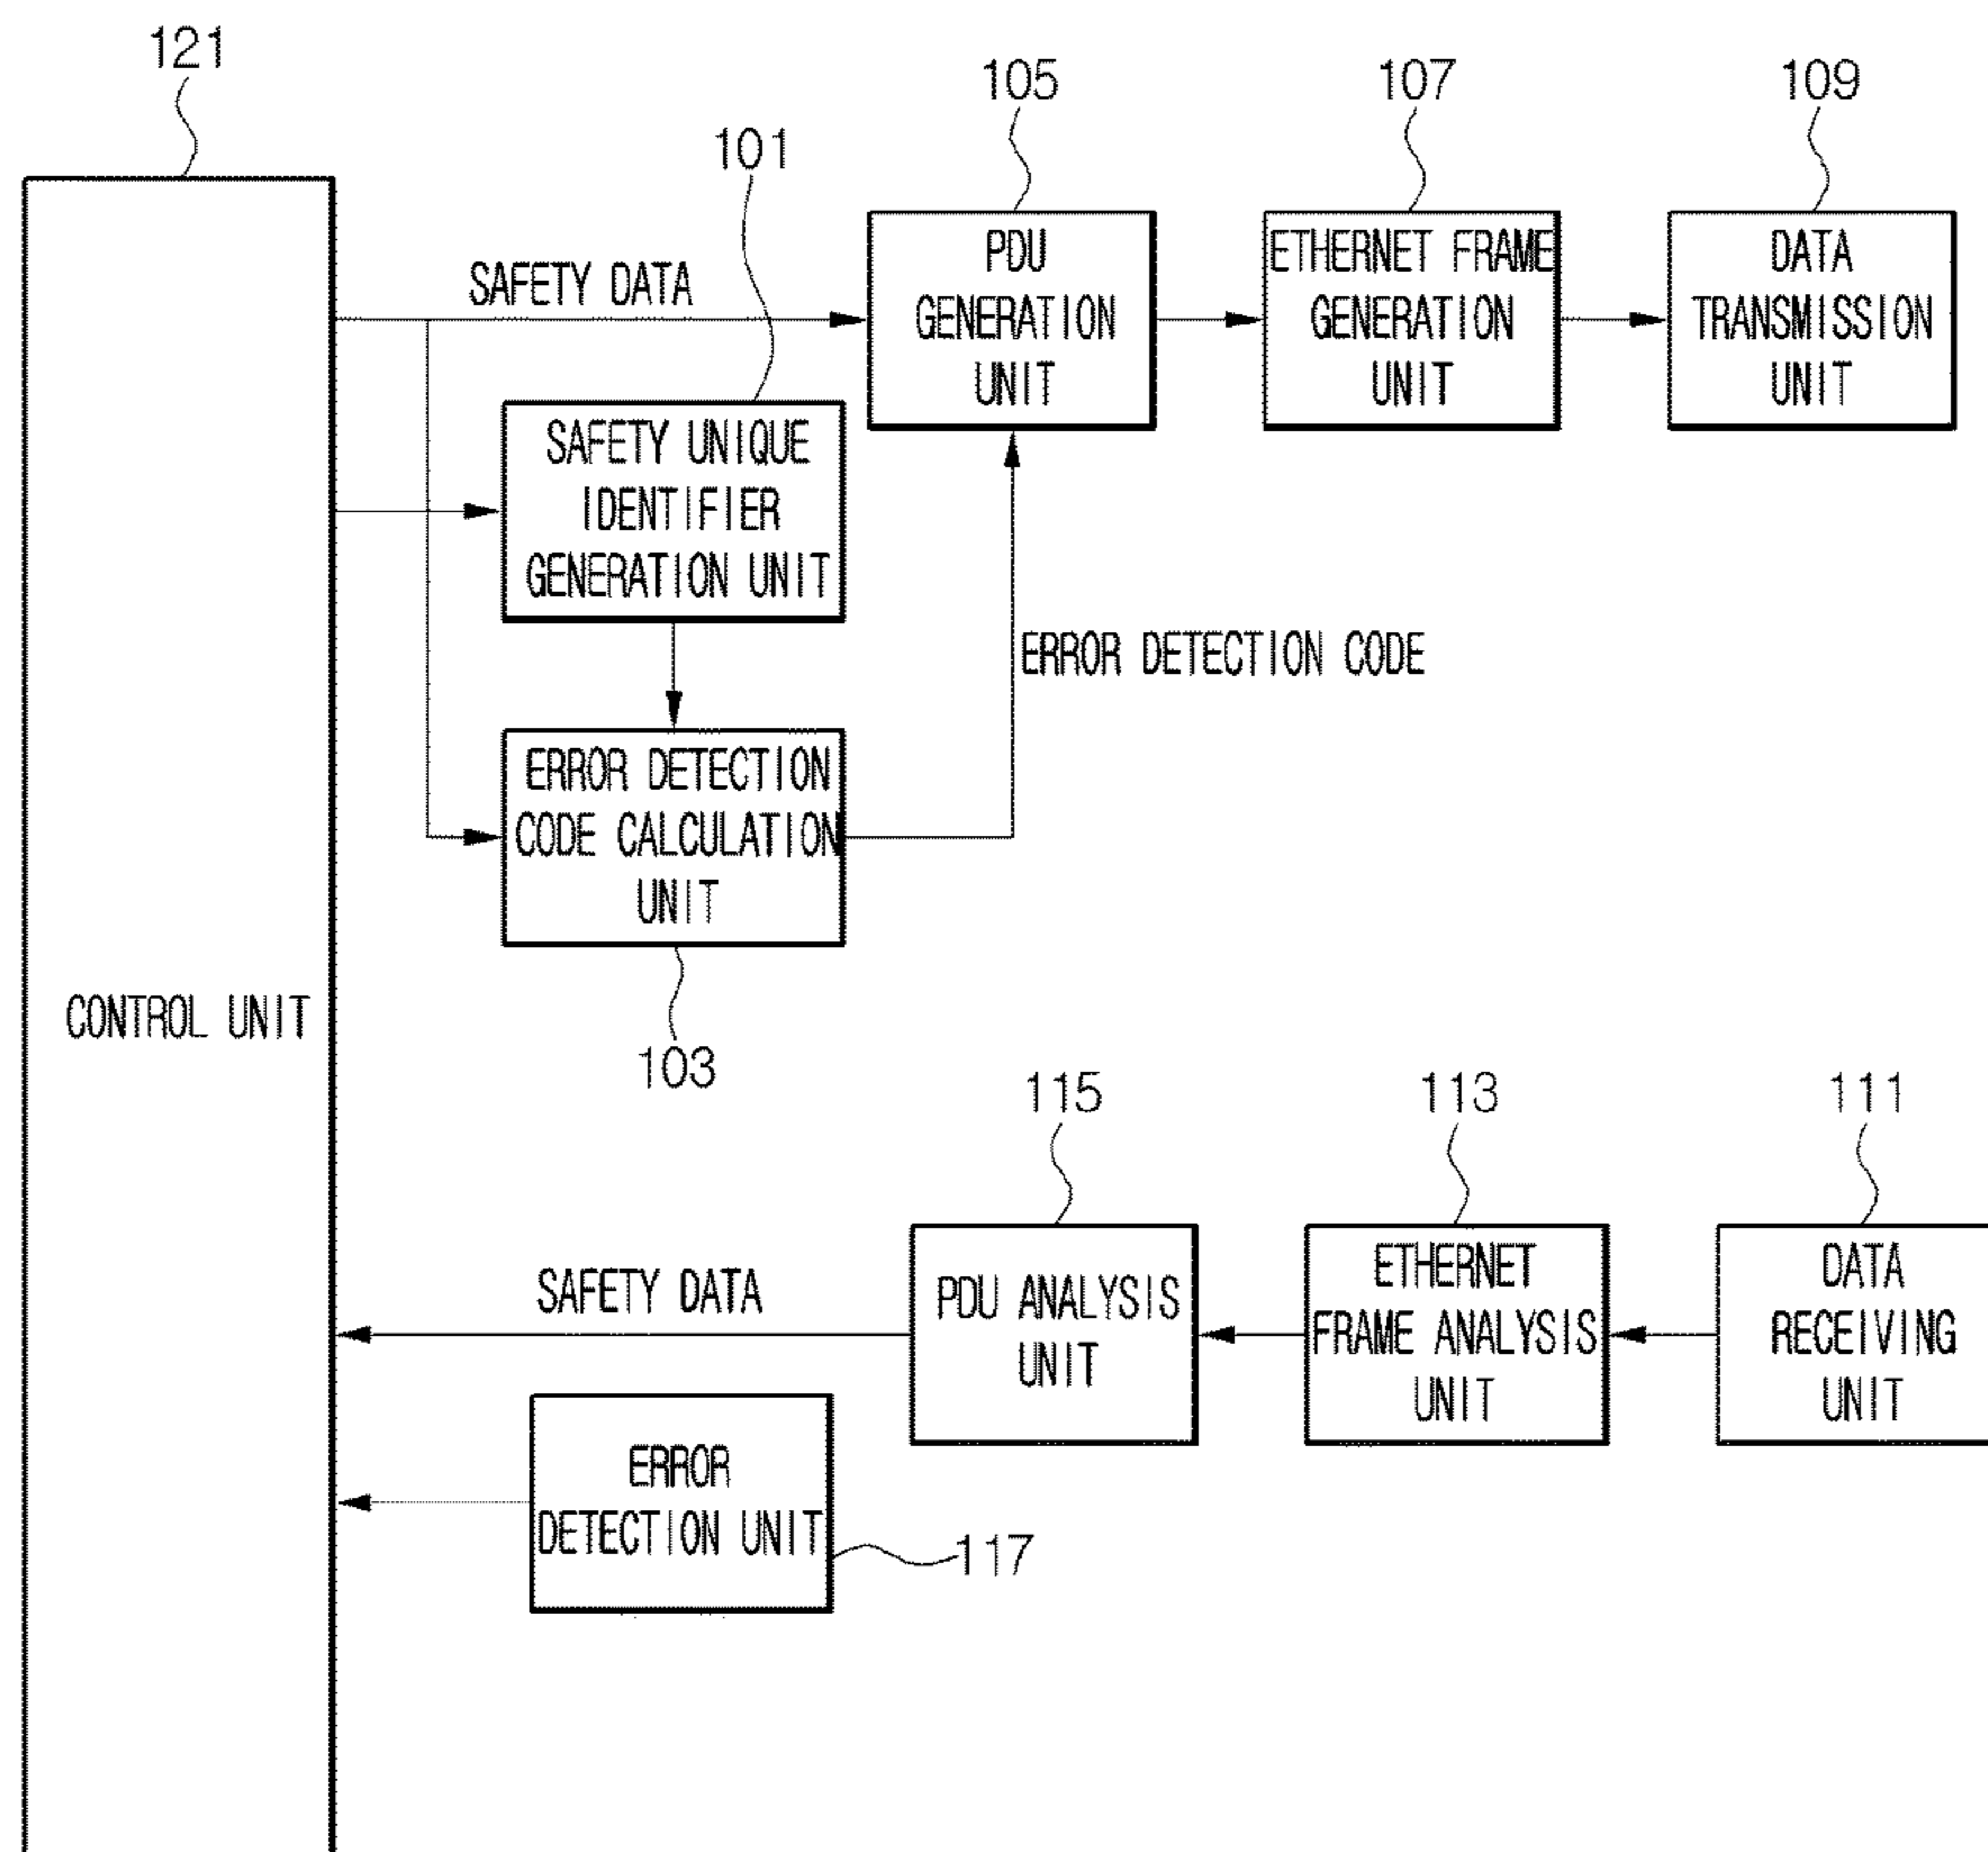 121
105
107
109
101
SAFETY DATA
PDU
GENERATION
UNIT
ETHERNET FRAME
GENERATION
UNIT
DATA
TRANSMISSION
UNIT
SAFETY UNIQUE
IDENTIFIER
GENERATION UNIT
ERROR DETECTION CODE
ERROR DETECTION
CODE CALCULATION
UNIT
CONTROL UNIT
103
115
113
111
SAFETY DATA
PDU ANALYSIS
UNIT
ETHERNET
FRAME ANALYSIS
UNIT
DATA
RECEIVING
UNIT
ERROR
DETECTION UNIT
117